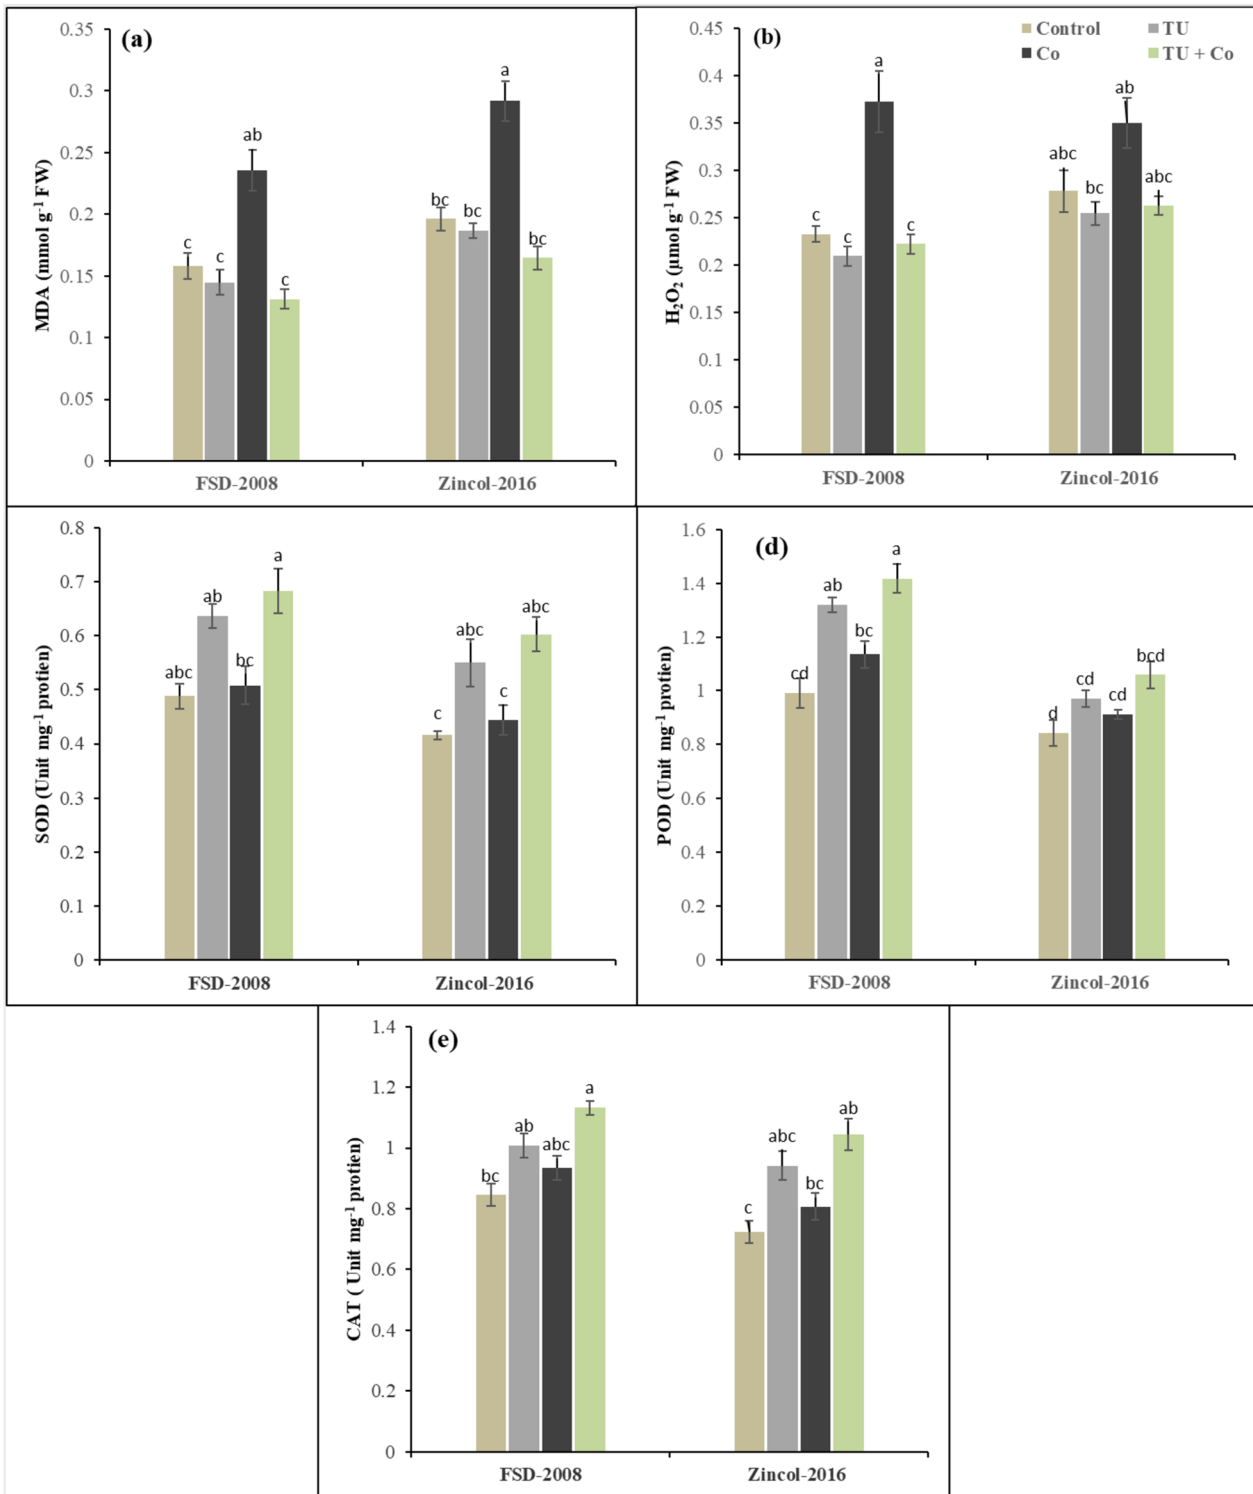 (a)
MDA (mmol g⁻¹ FW)
0.35
0.3
0.25
0.2
0.15
0.1
0.05
0
c
c
ab
c
bc
bc
a
bc
FSD-2008
Zincol-2016
(b)
Control
TU
Co
TU + Co
H₂O₂ (µmol g⁻¹ FW)
0.45
0.4
0.35
0.3
0.25
0.2
0.15
0.1
0.05
0
c
c
a
c
abc
bc
ab
abc
FSD-2008
Zincol-2016
SOD (Unit mg⁻¹ protien)
0.8
0.7
0.6
0.5
0.4
0.3
0.2
0.1
0
abc
ab
bc
a
c
abc
c
abc
FSD-2008
Zincol-2016
(d)
POD (Unit mg⁻¹ protien)
1.6
1.4
1.2
1
0.8
0.6
0.4
0.2
0
cd
ab
bc
a
d
cd
cd
bcd
FSD-2008
Zincol-2016
(e)
CAT ( Unit mg⁻¹ protien)
1.4
1.2
1
0.8
0.6
0.4
0.2
0
bc
ab
abc
a
c
abc
bc
ab
FSD-2008
Zincol-2016